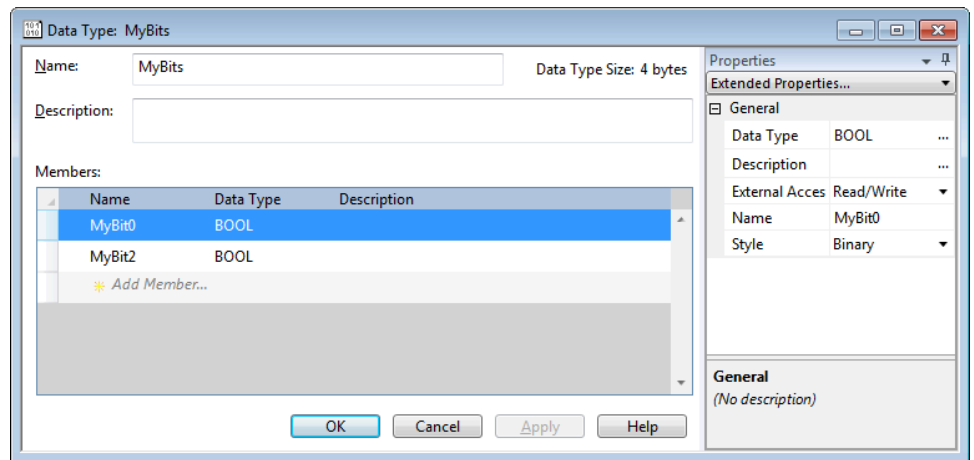 Data Type: MyBits
Name: MyBits Data Type Size: 4 bytes
Description:
Members:
Name Data Type Description
MyBit0 BOOL
MyBit2 BOOL
Add Member...
OK Cancel Apply Help
Properties
Extended Properties...
General
Data Type BOOL ...
Description ...
External Acces Read/Write
Name MyBit0
Style Binary
General
(No description)